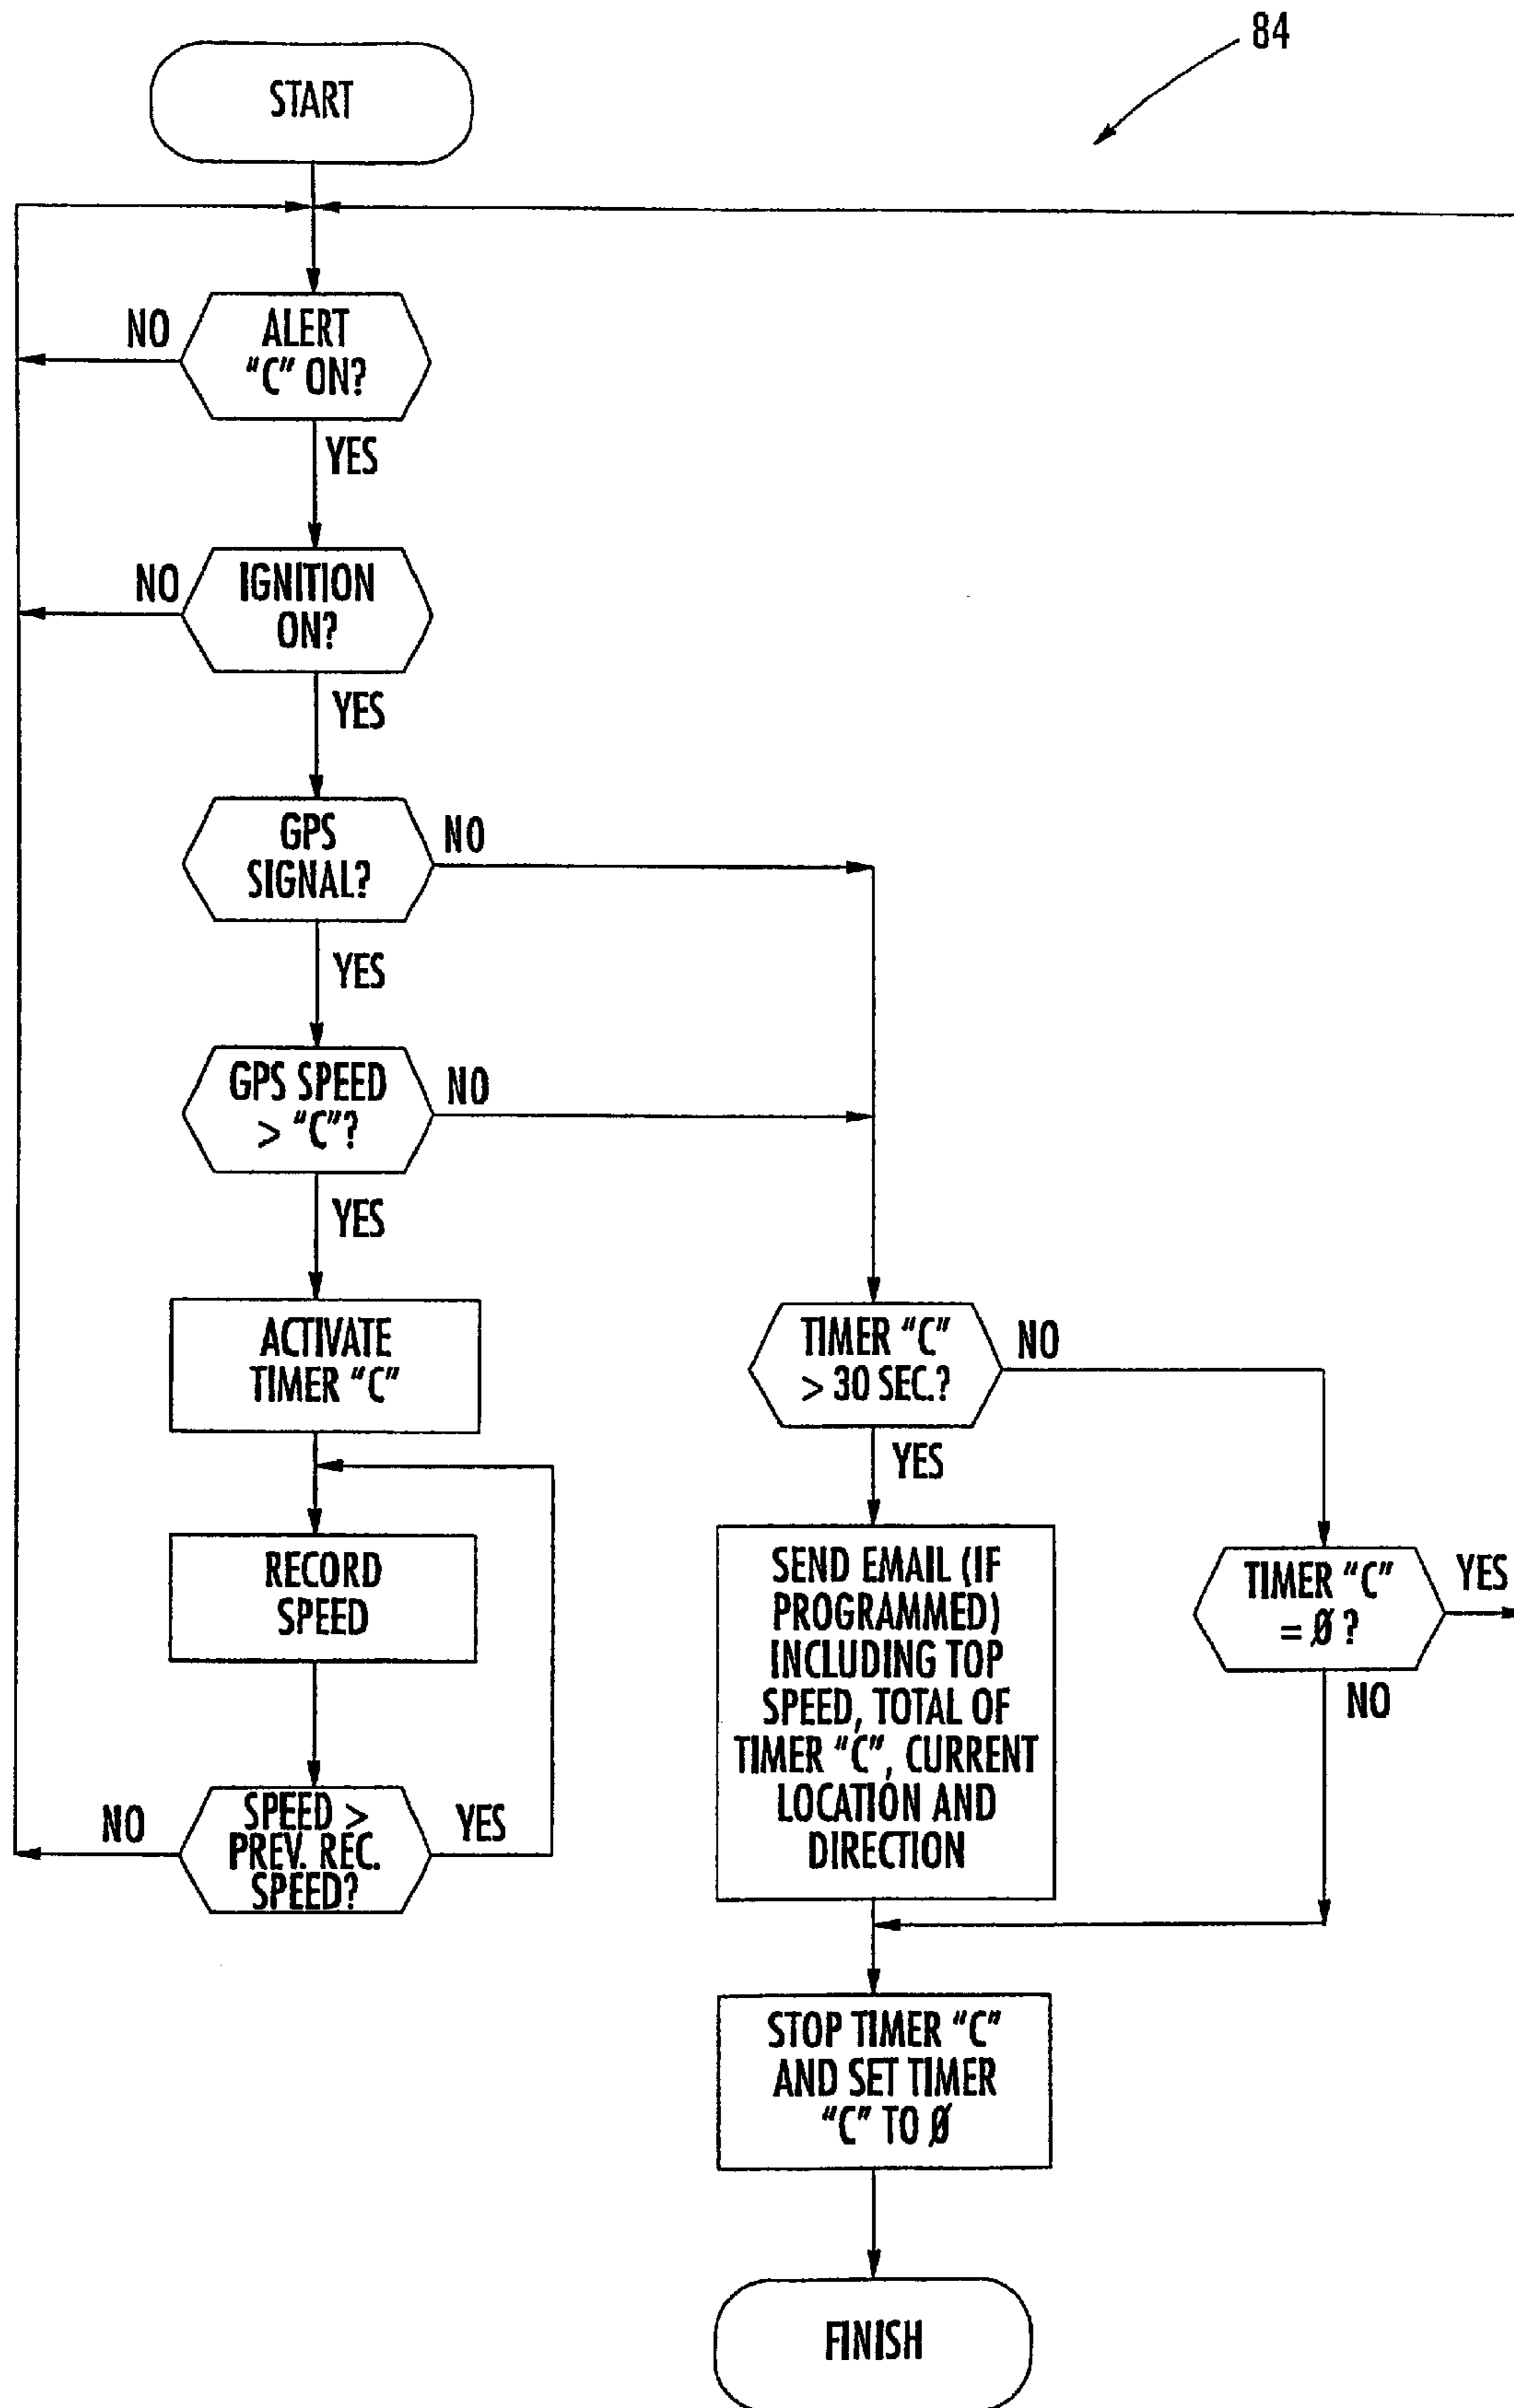 84
START
ALERT
"C" ON?
NO
YES
IGNITION
ON?
NO
YES
GPS
SIGNAL?
NO
YES
GPS SPEED
> "C"?
NO
YES
ACTIVATE
TIMER "C"
RECORD
SPEED
SPEED >
PREV. REC.
SPEED?
NO
YES
TIMER "C"
> 30 SEC.?
NO
YES
SEND EMAIL (IF
PROGRAMMED)
INCLUDING TOP
SPEED, TOTAL OF
TIMER "C", CURRENT
LOCATION AND
DIRECTION
TIMER "C"
= Ø ?
YES
NO
STOP TIMER "C"
AND SET TIMER
"C" TO Ø
FINISH